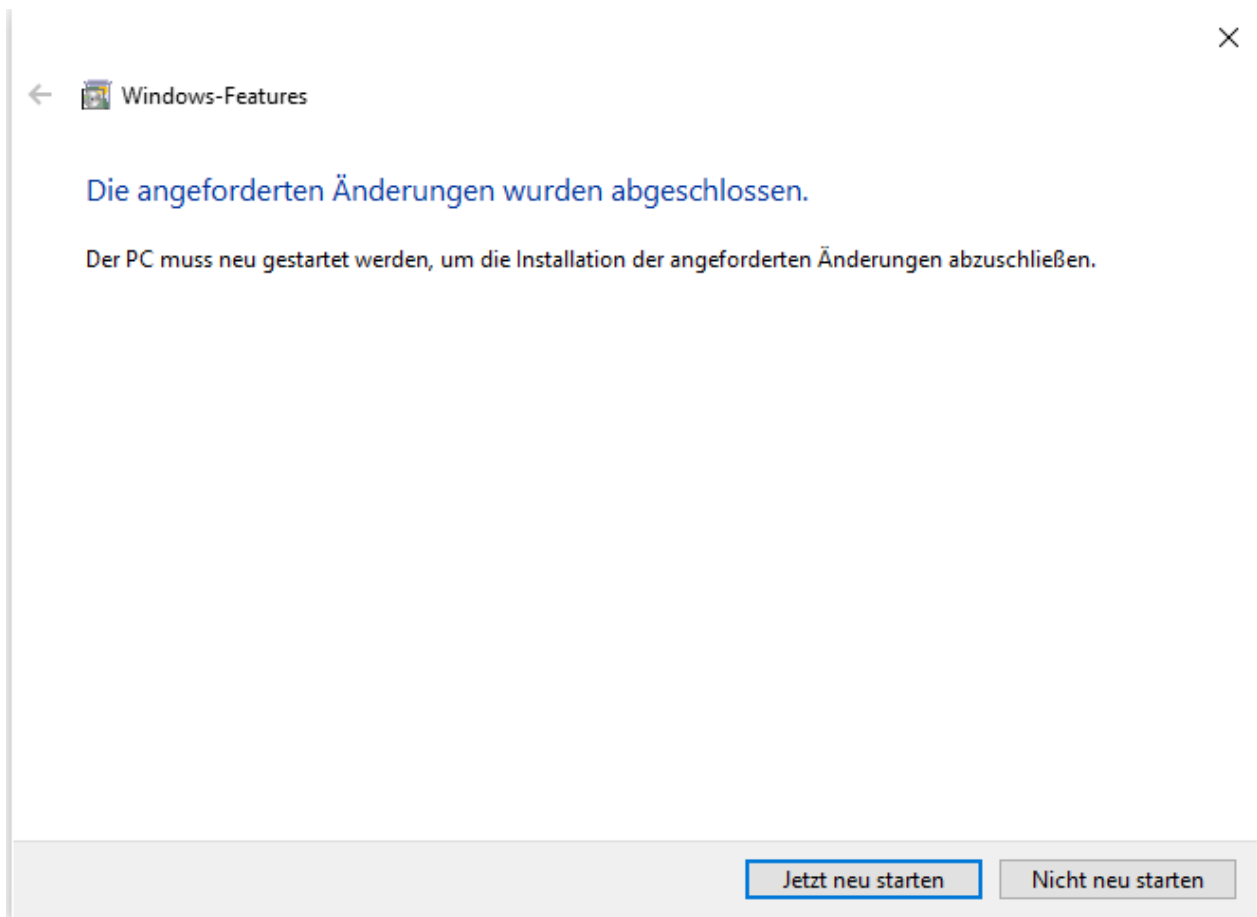 Windows-Features
Die angeforderten Änderungen wurden abgeschlossen.
Der PC muss neu gestartet werden, um die Installation der angeforderten Änderungen abzuschließen.
Jetzt neu starten
Nicht neu starten